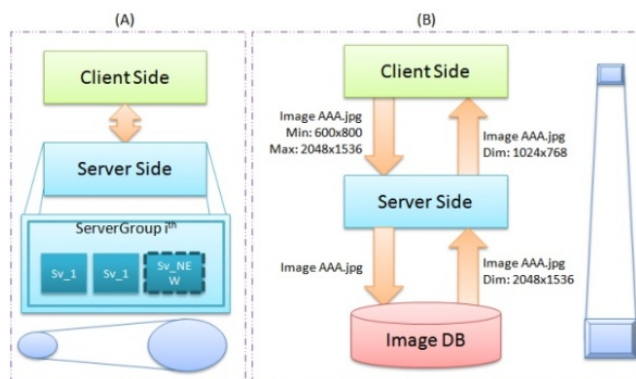 (A)
Client Side
Server Side
ServerGroup iᵗʰ
Sv_1
Sv_1
Sv_NE
W
(B)
Client Side
Image AAA.jpg
Min: 600x800
Max: 2048x1536
Image AAA.jpg
Dim: 1024x768
Server Side
Image AAA.jpg
Image AAA.jpg
Dim: 2048x1536
Image DB